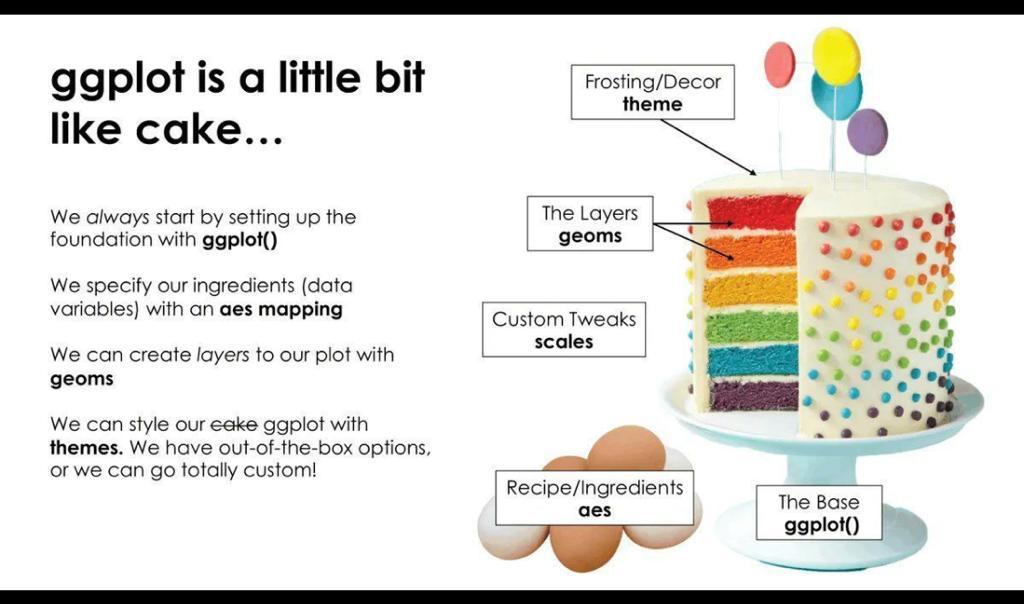 ggplot is a little bit
like cake...
We always start by setting up the
foundation with ggplot()
We specify our ingredients (data
variables) with an aes mapping
We can create layers to our plot with
geoms
We can style our cake ggplot with
themes. We have out-of-the-box options,
or we can go totally custom!
Frosting/Decor
theme
The Layers
geoms
Custom Tweaks
scales
Recipe/Ingredients
aes
The Base
ggplot()